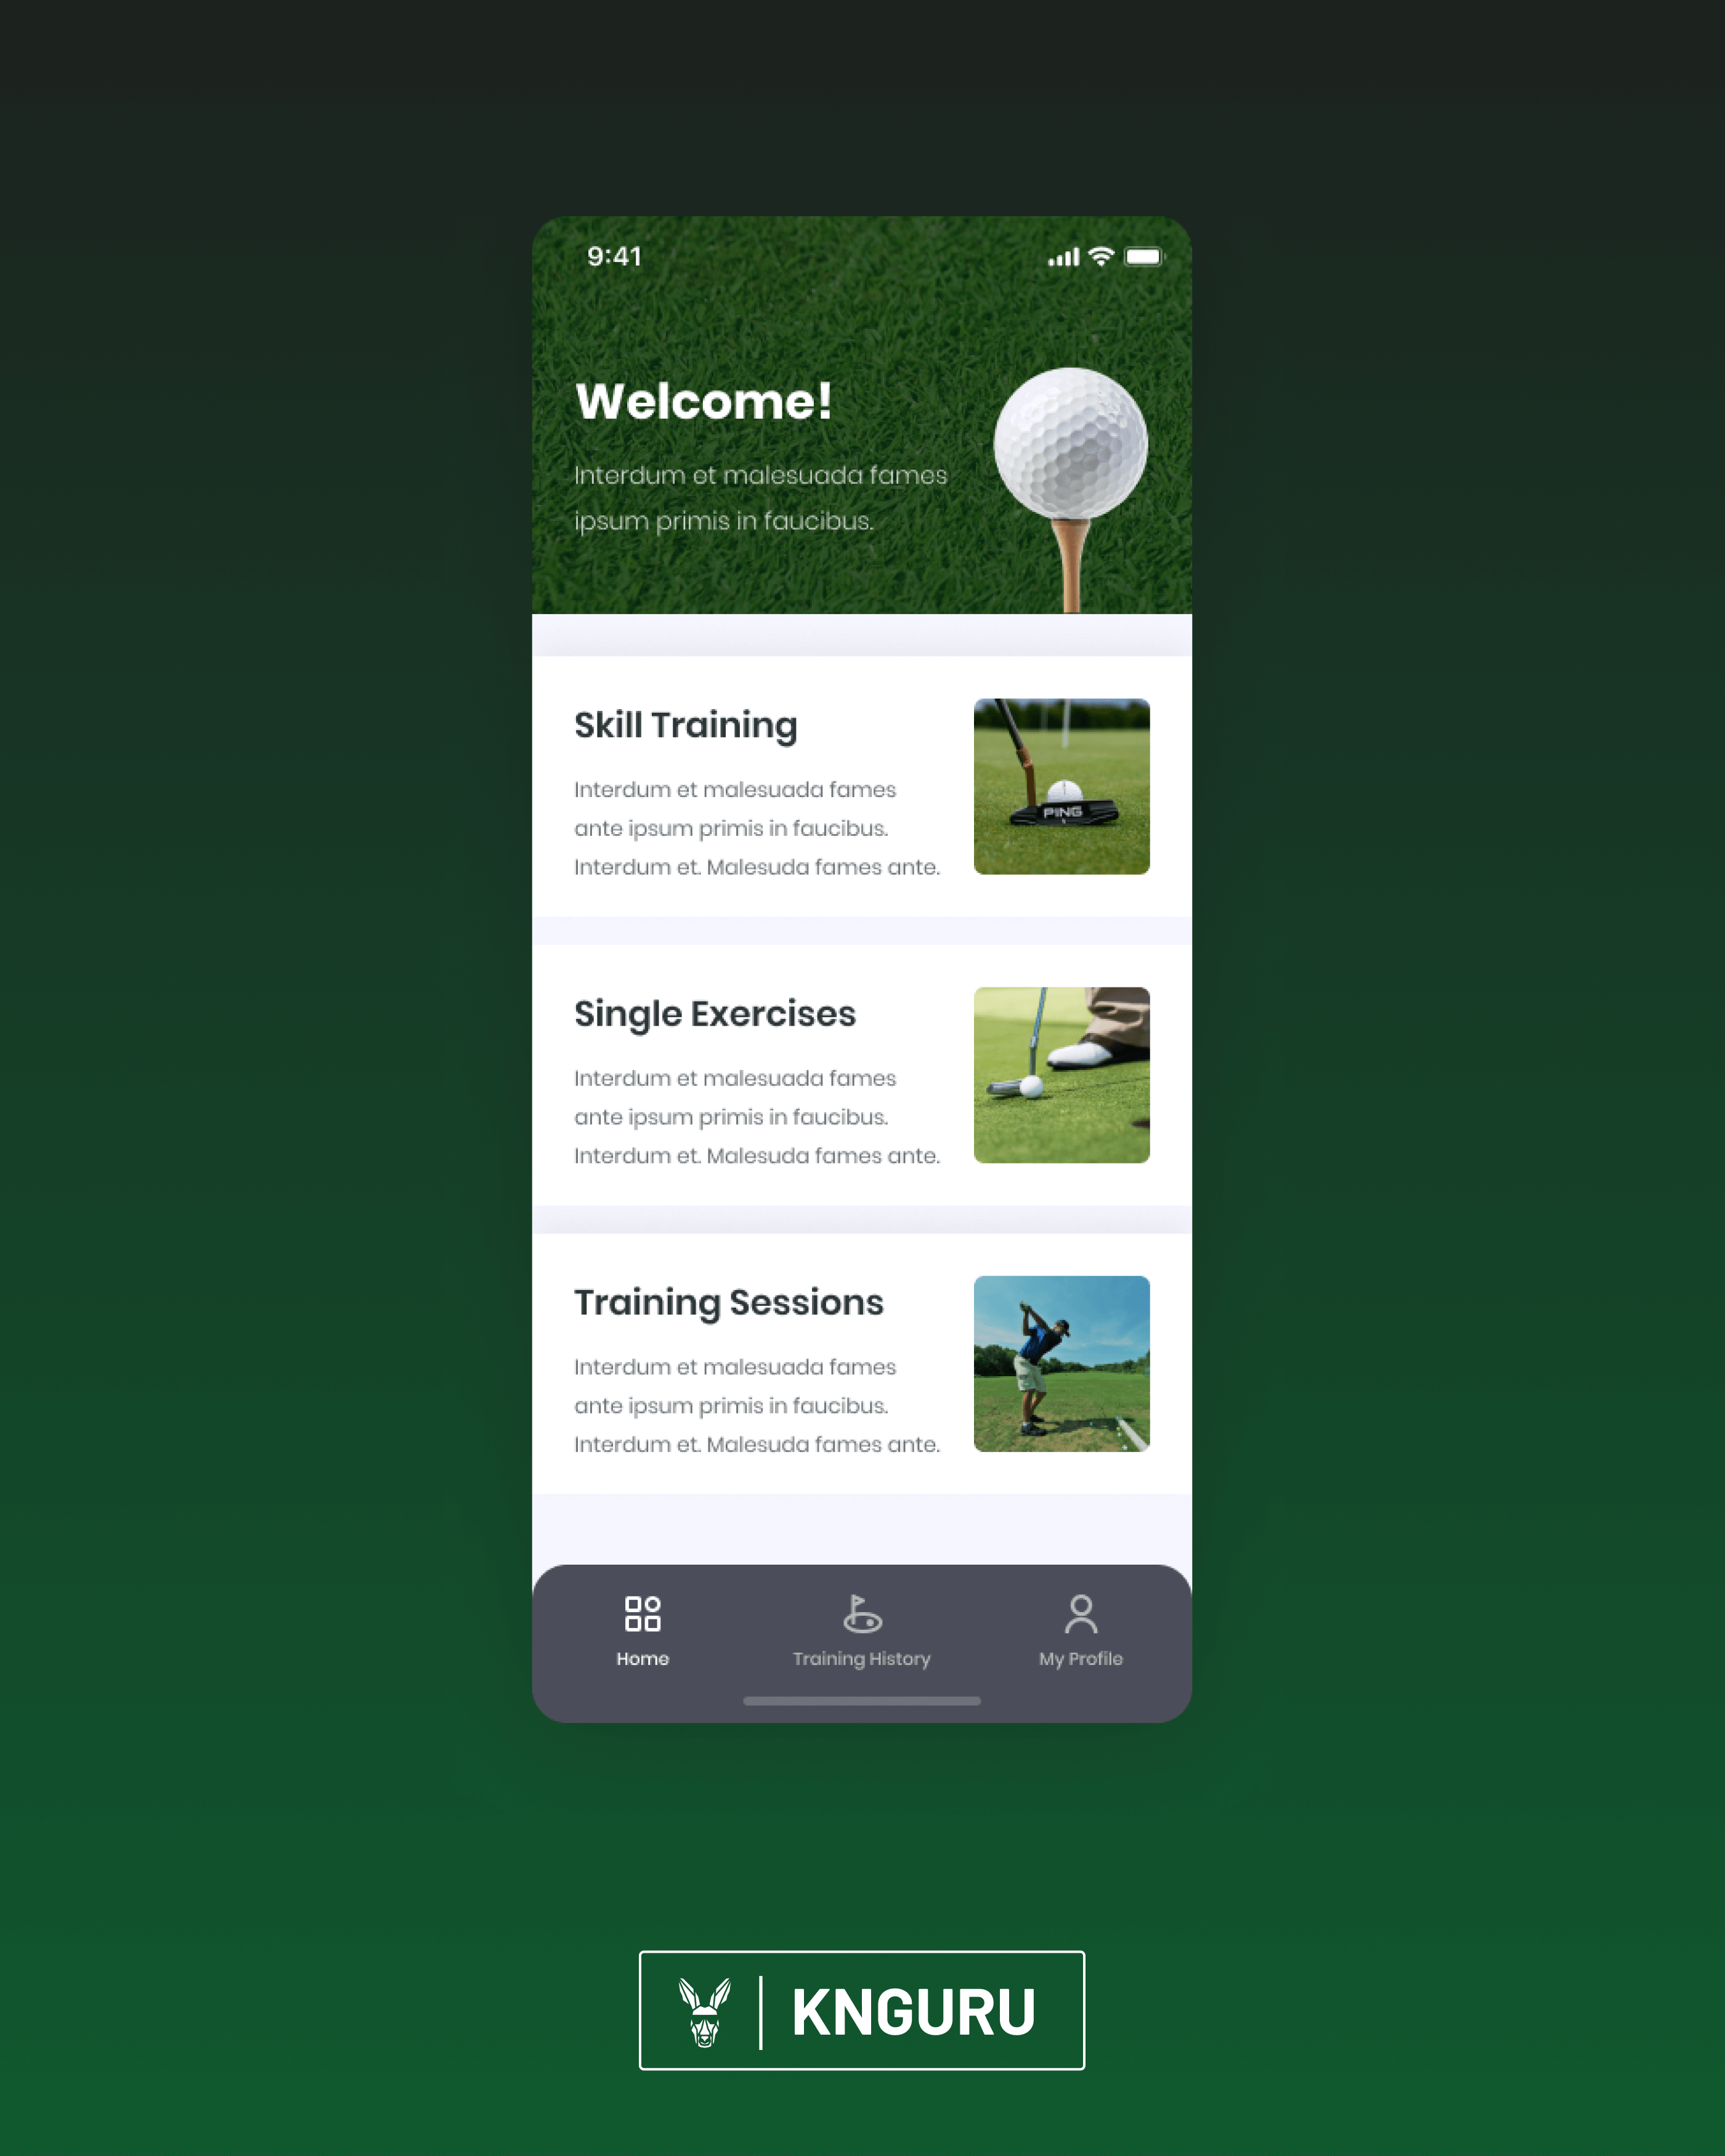 9:41
Welcome!
Interdum et malesuada fames
ipsum primis in faucibus.
Skill Training
Interdum et malesuada fames
ante ipsum primis in faucibus.
Interdum et. Malesuda fames ante.
PING
Single Exercises
Interdum et malesuada fames
ante ipsum primis in faucibus.
Interdum et. Malesuda fames ante.
Training Sessions
Interdum et malesuada fames
ante ipsum primis in faucibus.
Interdum et. Malesuda fames ante.
Home
Training History
My Profile
KNGURU